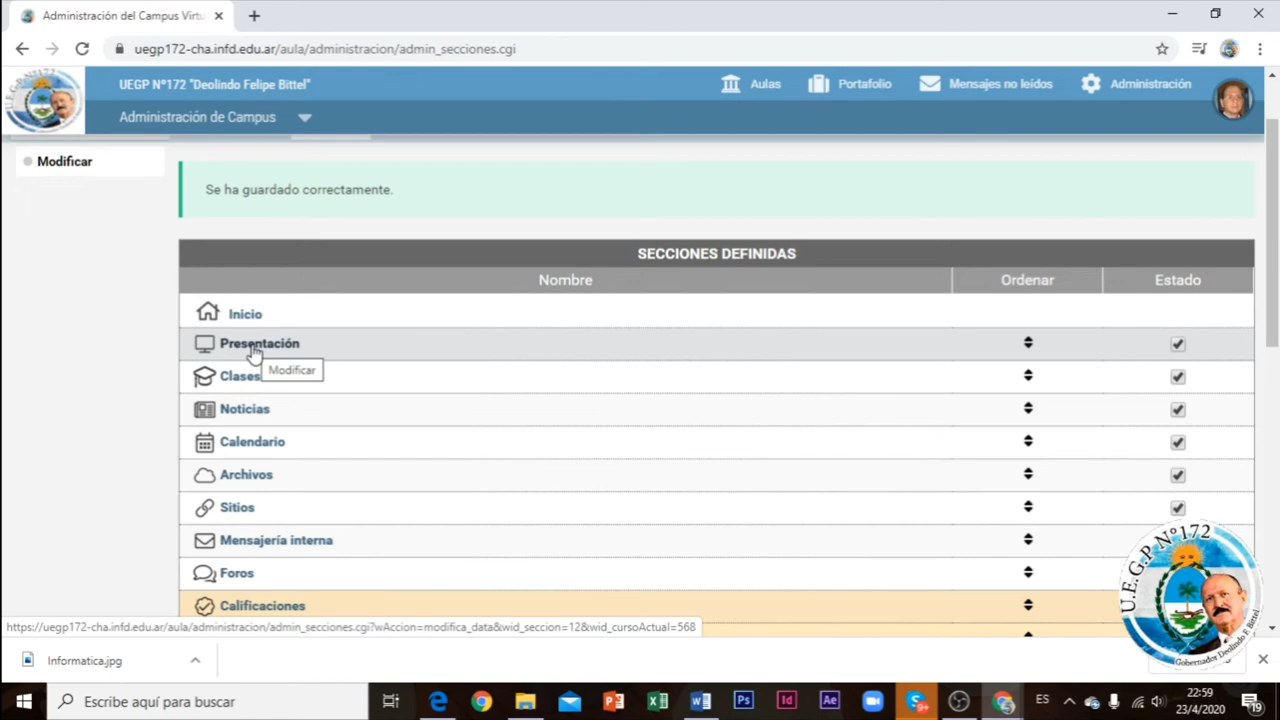 Administración del Campus Virtu
uegp172-cha.infd.edu.ar/aula/administracion/admin_secciones.cgi
U.E.G.P. Nº172
UEGP Nº172 "Deolindo Felipe Bittel"
Aulas
Portafolio
Mensajes no leídos
Administración
Administración de Campus
Modificar
Se ha guardado correctamente.
SECCIONES DEFINIDAS
Nombre
Ordenar
Estado
Inicio
Presentación
Modificar
Clases
Noticias
Calendario
Archivos
Sitios
Mensajería interna
Foros
Calificaciones
U.E.G.P Nº172
Gobernador Deolindo F. Bittel
https://uegp172-cha.infd.edu.ar/aula/administracion/admin_secciones.cgi?wAccion=modifica_data&wid_seccion=12&wid_cursoActual=568
Informatica.jpg
Escribe aquí para buscar
ES
22:59
23/4/2020
19